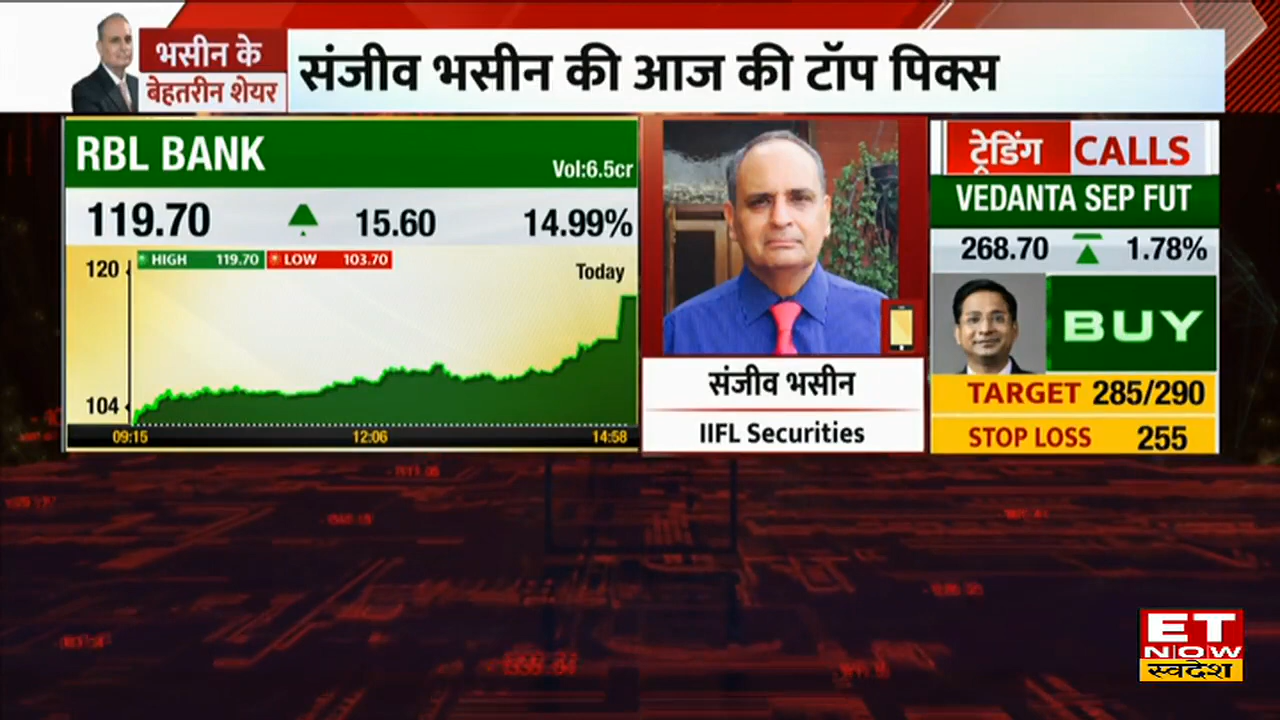 भसीन के
बेहतरीन शेयर
संजीव भसीन की आज की टॉप पिक्स
RBL BANK
Vol:6.5cr
119.70 15.60 14.99%
HIGH 119.70 LOW 103.70
Today
120
104
09:15 12:06 14:58
संजीव भसीन
IIFL Securities
ट्रेडिंग CALLS
VEDANTA SEP FUT
268.70 1.78%
BUY
TARGET 285/290
STOP LOSS 255
ET
NOW
स्वदेश